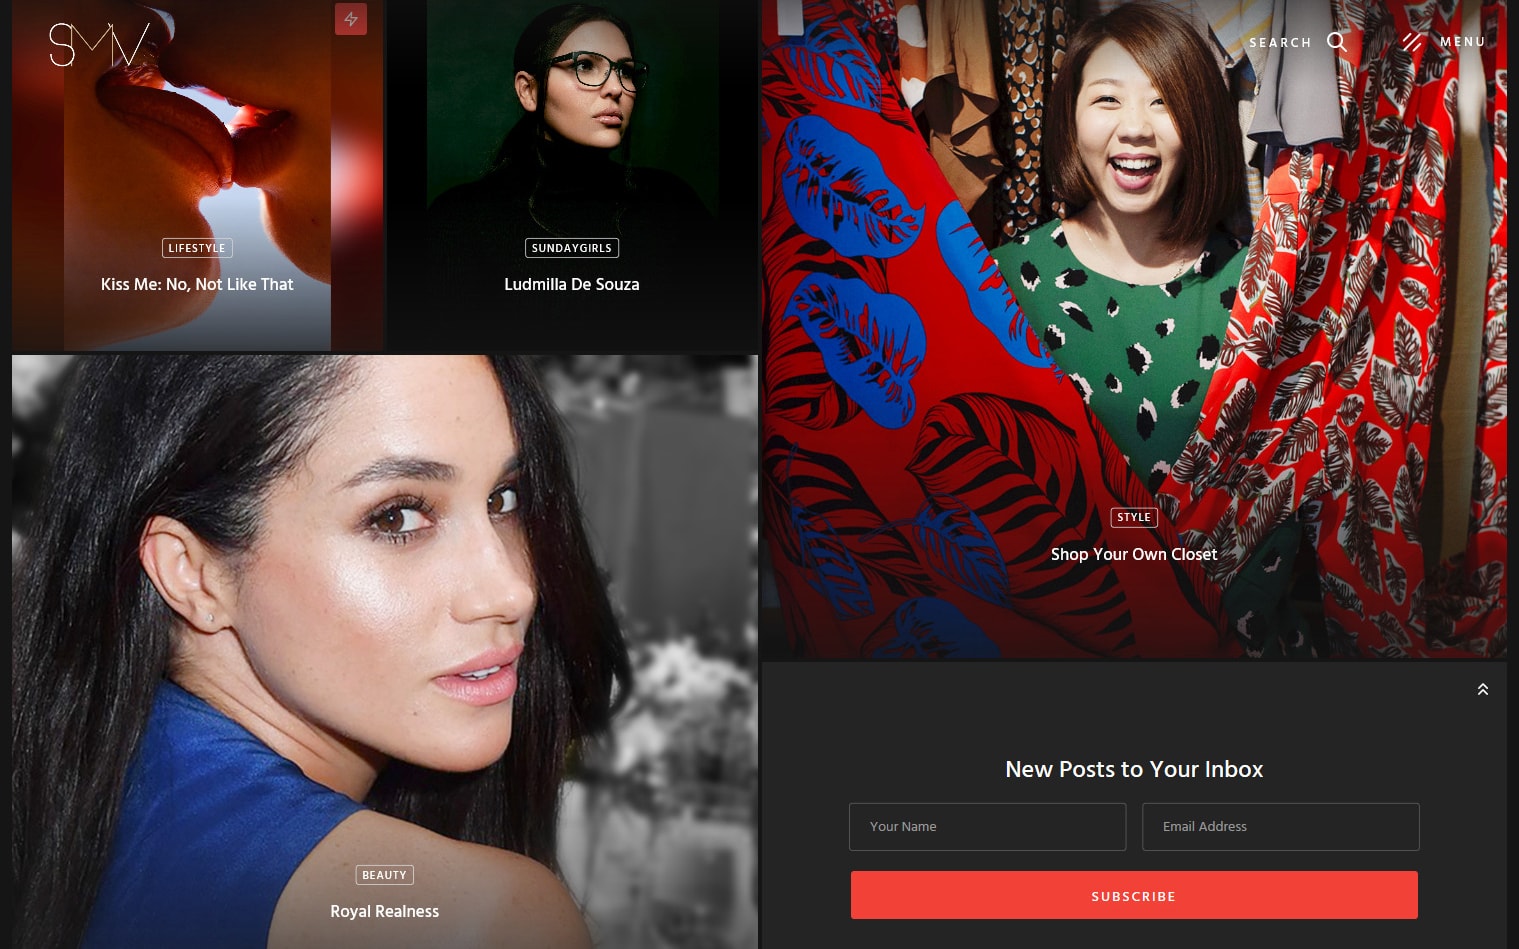 SMV
SEARCH
MENU
LIFESTYLE
Kiss Me: No, Not Like That
SUNDAYGIRLS
Ludmilla De Souza
STYLE
Shop Your Own Closet
BEAUTY
Royal Realness
New Posts to Your Inbox
Your Name
Email Address
SUBSCRIBE